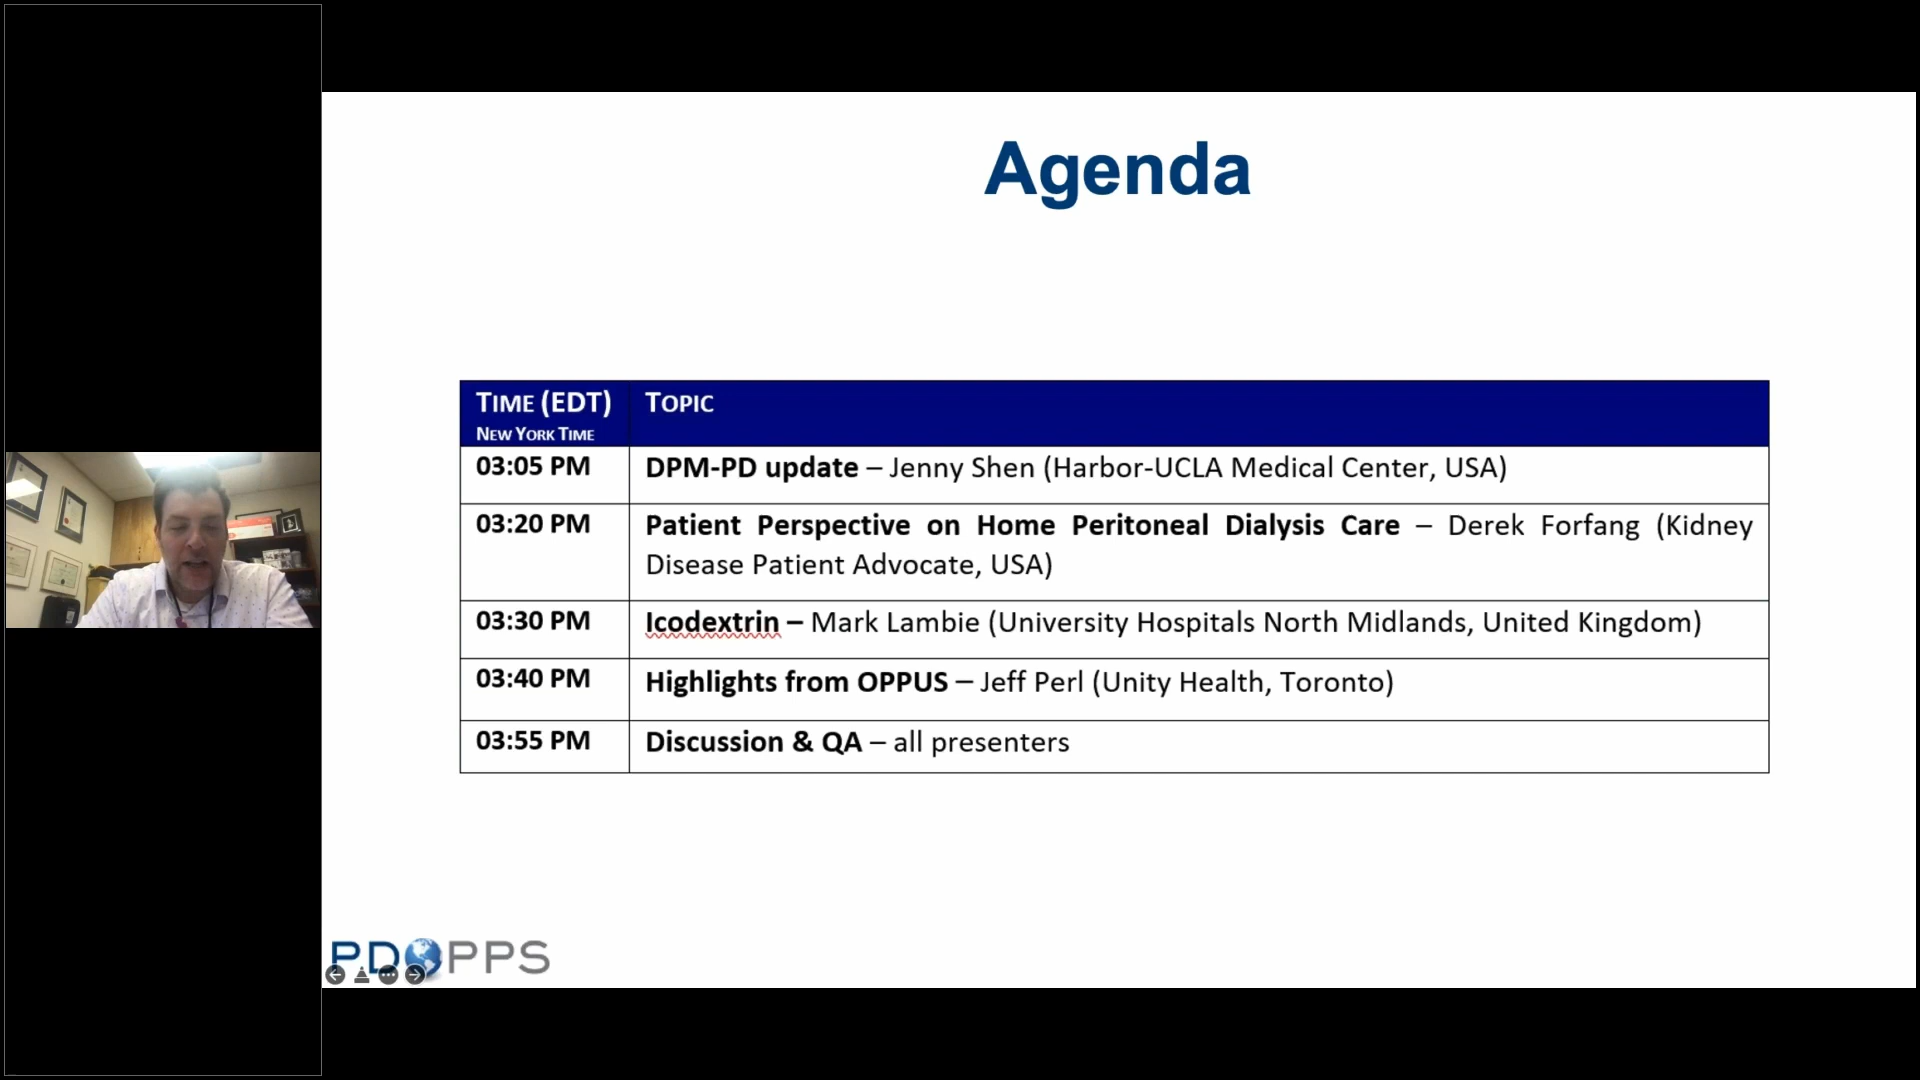 Agenda
TIME (EDT)
NEW YORK TIME
TOPIC
03:05 PM
DPM-PD update – Jenny Shen (Harbor-UCLA Medical Center, USA)
03:20 PM
Patient Perspective on Home Peritoneal Dialysis Care – Derek Forfang (Kidney
Disease Patient Advocate, USA)
03:30 PM
Icodextrin – Mark Lambie (University Hospitals North Midlands, United Kingdom)
03:40 PM
Highlights from OPPUS – Jeff Perl (Unity Health, Toronto)
03:55 PM
Discussion & QA – all presenters
PDOPPS